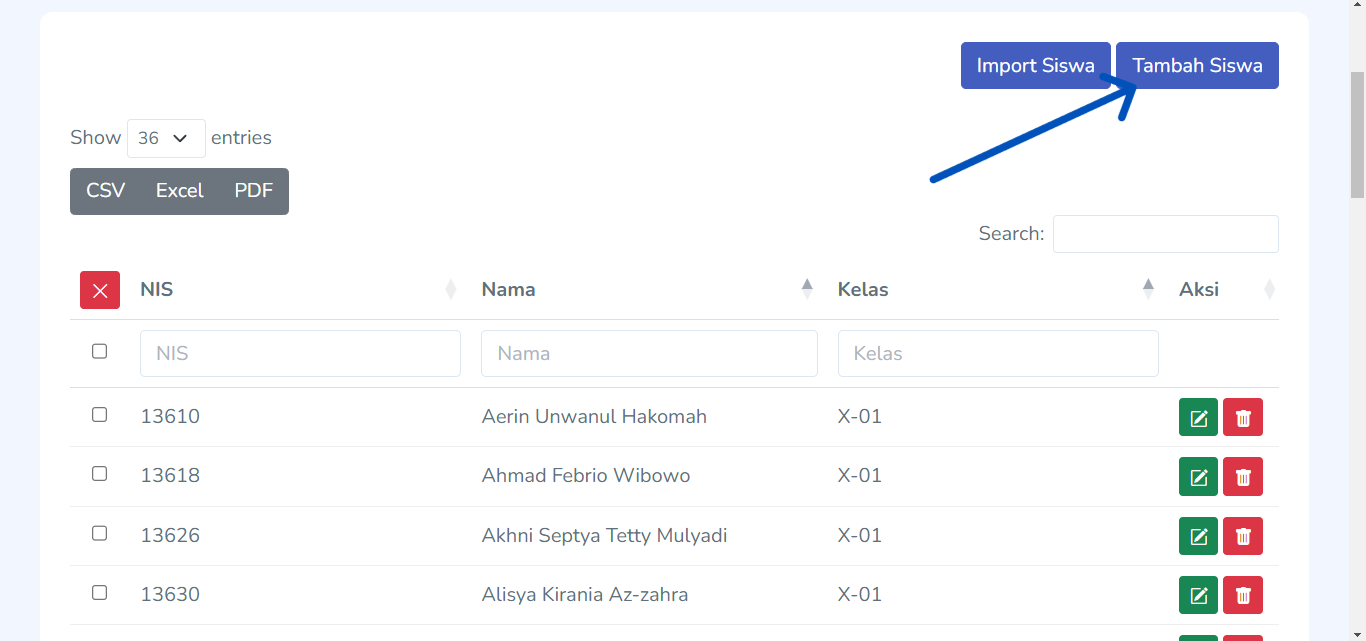 Import Siswa Tambah Siswa
Show 36 entries
CSV Excel PDF
Search:
NIS Nama Kelas Aksi
NIS Nama Kelas
13610 Aerin Unwanul Hakomah X-01
13618 Ahmad Febrio Wibowo X-01
13626 Akhni Septya Tetty Mulyadi X-01
13630 Alisya Kirania Az-zahra X-01